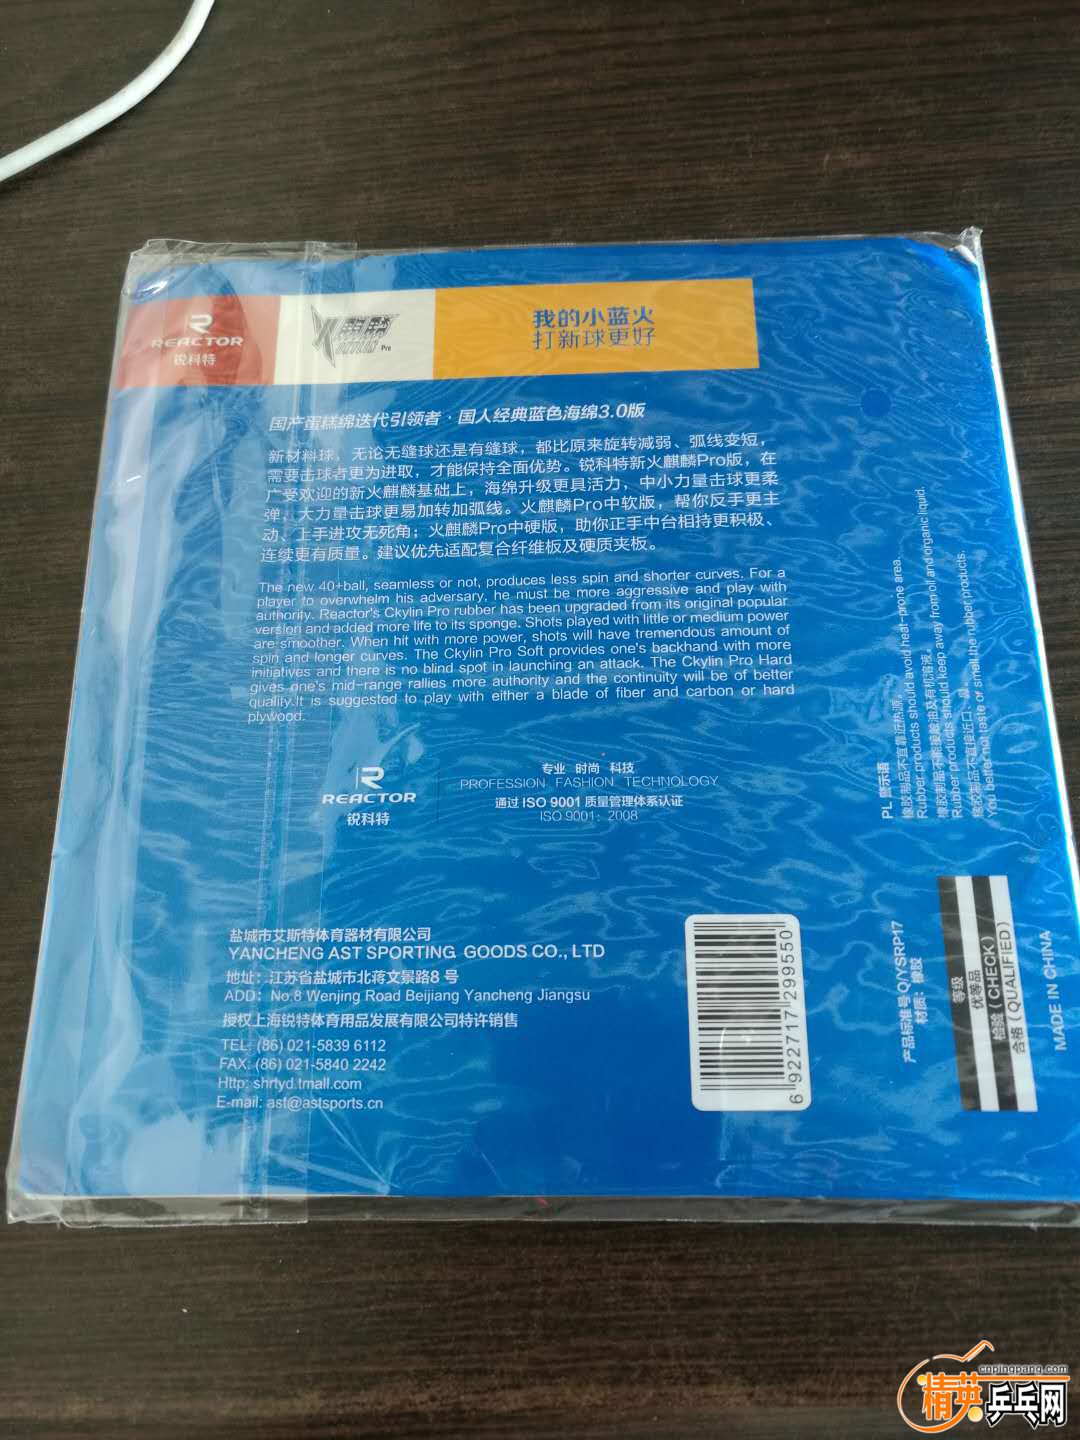 REACTOR
锐科特
Pro
我的小蓝火
打新球更好
国产蛋糕绵迭代引领者·国人经典蓝色海绵3.0版
新材料球，无论无缝球还是有缝球，都比原来旋转减弱、弧线变短，
需要击球者更为进取，才能保持全面优势。锐科特新火麒麟Pro版，在
广受欢迎的新火麒麟基础上，海绵升级更具活力，中小力量击球更柔
弹，大力量击球更易加转加弧线。火麒麟Pro中软版，帮你反手更主
动、上手进攻无死角；火麒麟Pro中硬版，助你正手中台相持更积极、
连续更有质量。建议优先适配复合纤维板及硬质夹板。
The new 40+ball, seamless or not, produces less spin and shorter curves. For a
player to overwhelm his adversary, he must be more aggressive and play with
authority. Reactor's Ckylin Pro rubber has been upgraded from its original popular
version and added more life to its sponge. Shots played with little or medium power
are smoother. When hit with more power, shots will have tremendous amount of
spin and longer curves. The Ckylin Pro Soft provides one's backhand with more
initiatives and there is no blind spot in launching an attack. The Ckylin Pro Hard
gives one's mid-range rallies more authority and the continuity will be of better
quality.It is suggested to play with either a blade of fiber and carbon or hard
plywood.
REACTOR
锐科特
专业 时尚 科技
PROFESSION FASHION TECHNOLOGY
通过 ISO 9001 质量管理体系认证
ISO 9001: 2008
盐城市艾斯特体育器材有限公司
YANCHENG AST SPORTING GOODS CO., LTD
地址：江苏省盐城市北蒋文景路8号
ADD: No.8 Wenjing Road Beijiang Yancheng Jiangsu
授权上海锐特体育用品发展有限公司特许销售
TEL: (86) 021-5839 6112
FAX: (86) 021-5840 2242
Http: shrtyd.tmall.com
E-mail: ast@astsports.cn
6 922717 299550
PL 警示语
橡胶制品不宜靠近热源。
Rubber products should avoid heat-prone area.
橡胶制品不能接触油及有机溶液。
Rubber products should keep away from oil and organic liquid.
橡胶制品不宜接近口、鼻。
You better not taste or smell the rubber products.
产品标准号 Q/YSRP17
材质：橡胶
等级
优等品
检验（CHECK）
合格（QUALIFIED）
MADE IN CHINA
cnpingpang.com
精英乒乓网